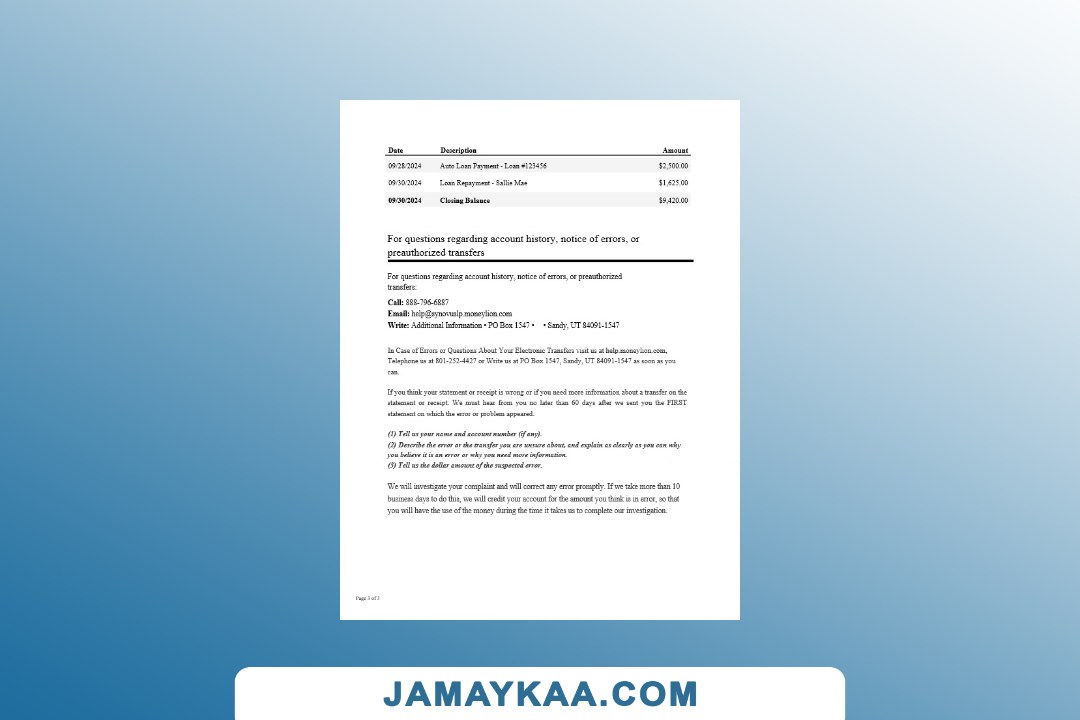 Date Description Amount
09/28/2024 Auto Loan Payment - Loan #123456 $2,500.00
09/30/2024 Loan Repayment - Sallie Mae $1,625.00
09/30/2024 Closing Balance $9,420.00
For questions regarding account history, notice of errors, or
preauthorized transfers
For questions regarding account history, notice of errors, or preauthorized
transfers:
Call: 888-796-6887
Email: help@synovuslp.moneylion.com
Write: Additional Information • PO Box 1547 • • Sandy, UT 84091-1547
In Case of Errors or Questions About Your Electronic Transfers visit us at help.moneylion.com,
Telephone us at 801-252-4427 or Write us at PO Box 1547, Sandy, UT 84091-1547 as soon as you
can.
If you think your statement or receipt is wrong or if you need more information about a transfer on the
statement or receipt. We must hear from you no later than 60 days after we sent you the FIRST
statement on which the error or problem appeared.
(1) Tell us your name and account number (if any).
(2) Describe the error or the transfer you are unsure about, and explain as clearly as you can why
you believe it is an error or why you need more information.
(3) Tell us the dollar amount of the suspected error.
We will investigate your complaint and will correct any error promptly. If we take more than 10
business days to do this, we will credit your account for the amount you think is in error, so that
you will have the use of the money during the time it takes us to complete our investigation.
Page 3 of 3
JAMAYKAA.COM